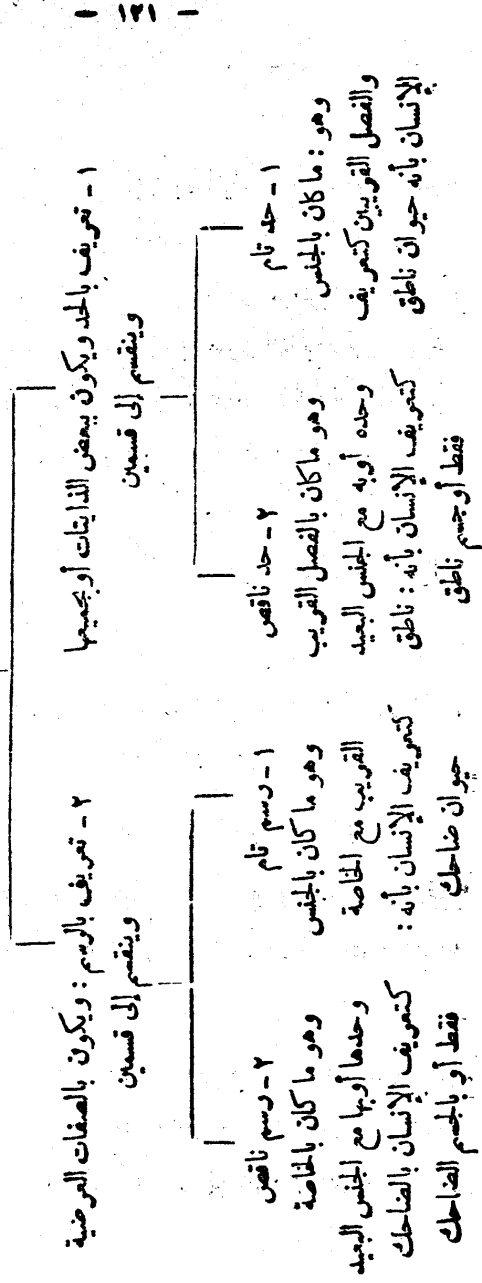 - ١٣١ -
١ - تعريف بالحد ويكون ببعض الذاتيات أو بجميعها
وينقسم إلى قسمين
١ - حد تام
وهو : ما كان بالجنس
والفصل القريبين كتعريف
الإنسان بأنه حيوان ناطق
٢ - حد ناقص
وهو ما كان بالفصل القريب
وحده أو به مع الجنس البعيد
كتعريف الإنسان بأنه : ناطق
فقط أو جسم ناطق
٢ - تعريف بالرسم : ويكون بالصفات العرضية
وينقسم إلى قسمين
١ - رسم تام
وهو ما كان بالجنس
القريب مع الخاصة
كتعريف الإنسان بأنه :
حيوان ضاحك
٢ - رسم ناقص
وهو ما كان بالخاصة
وحدها أو بها مع الجنس البعيد
كتعريف الإنسان بالضاحك
فقط أو بالجسم الضاحك